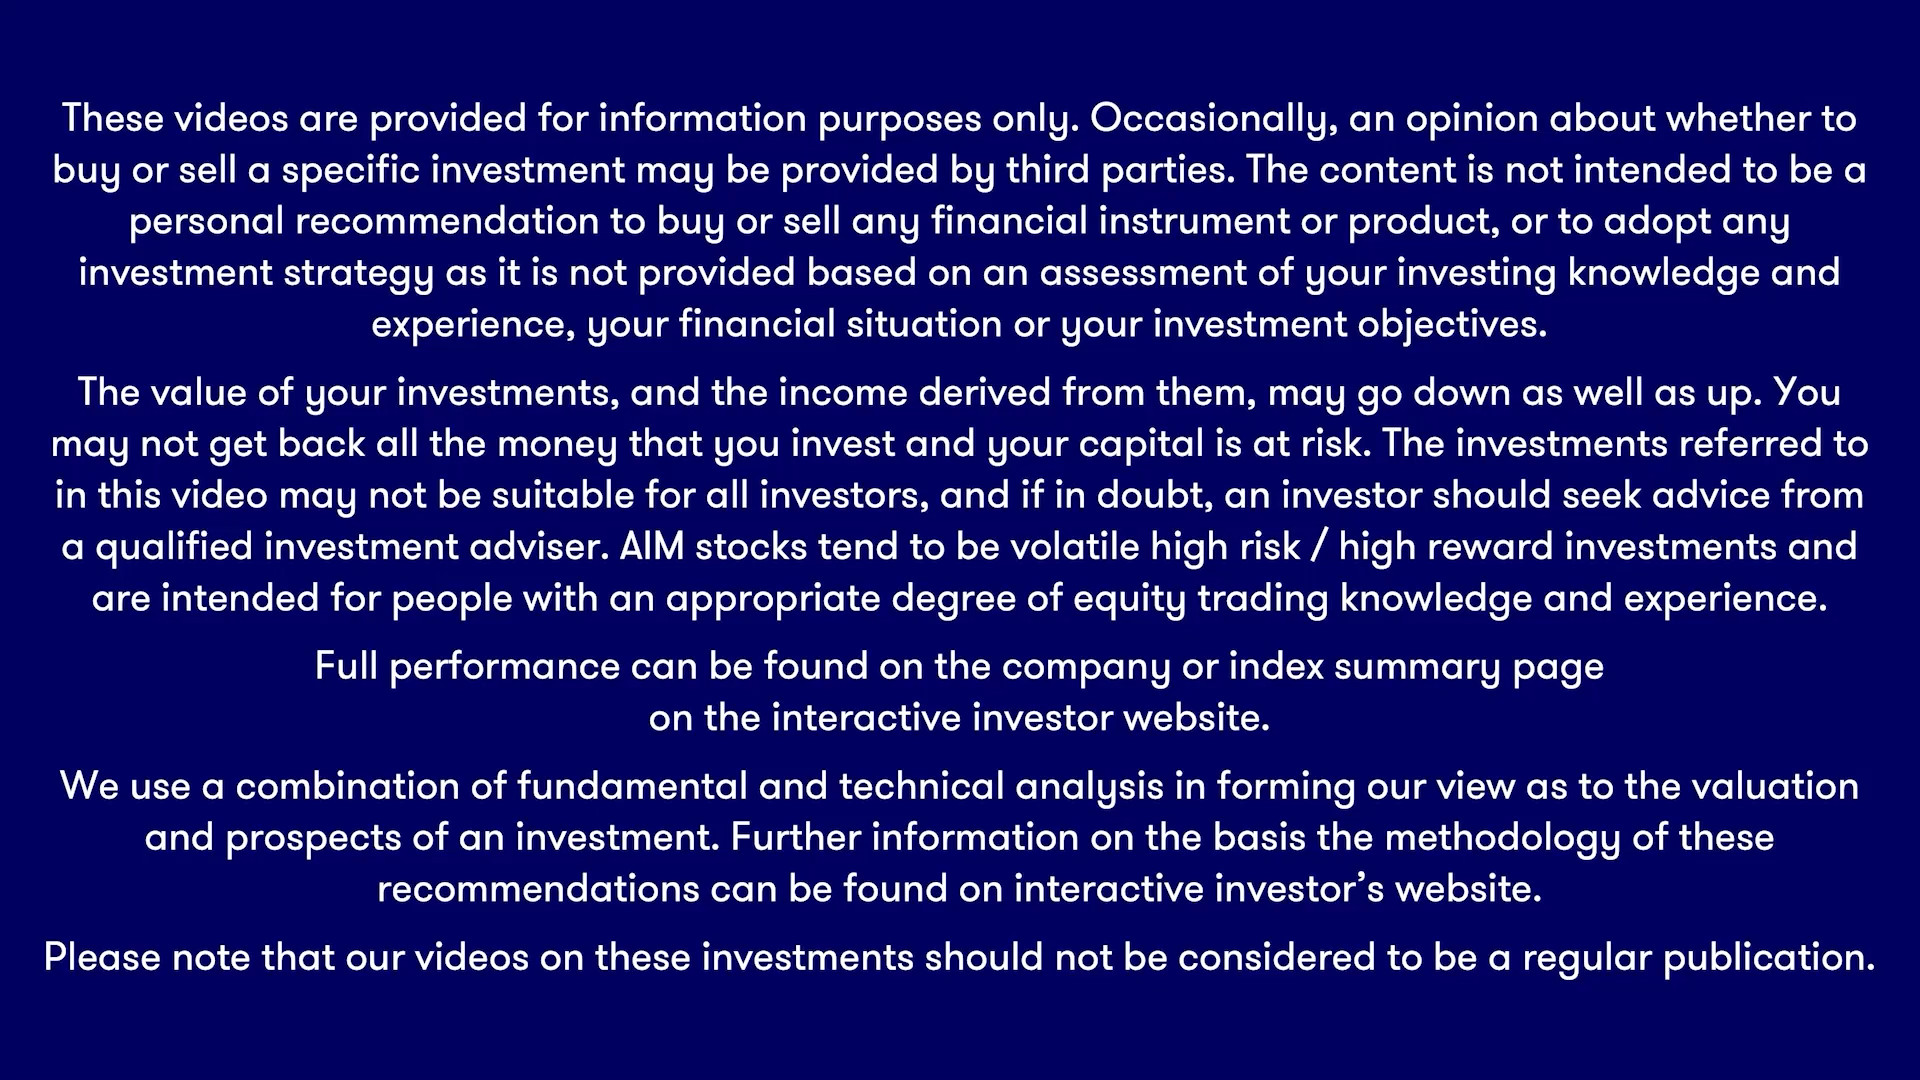 These videos are provided for information purposes only. Occasionally, an opinion about whether to
buy or sell a specific investment may be provided by third parties. The content is not intended to be a
personal recommendation to buy or sell any financial instrument or product, or to adopt any
investment strategy as it is not provided based on an assessment of your investing knowledge and
experience, your financial situation or your investment objectives.
The value of your investments, and the income derived from them, may go down as well as up. You
may not get back all the money that you invest and your capital is at risk. The investments referred to
in this video may not be suitable for all investors, and if in doubt, an investor should seek advice from
a qualified investment adviser. AIM stocks tend to be volatile high risk / high reward investments and
are intended for people with an appropriate degree of equity trading knowledge and experience.
Full performance can be found on the company or index summary page
on the interactive investor website.
We use a combination of fundamental and technical analysis in forming our view as to the valuation
and prospects of an investment. Further information on the basis the methodology of these
recommendations can be found on interactive investor’s website.
Please note that our videos on these investments should not be considered to be a regular publication.